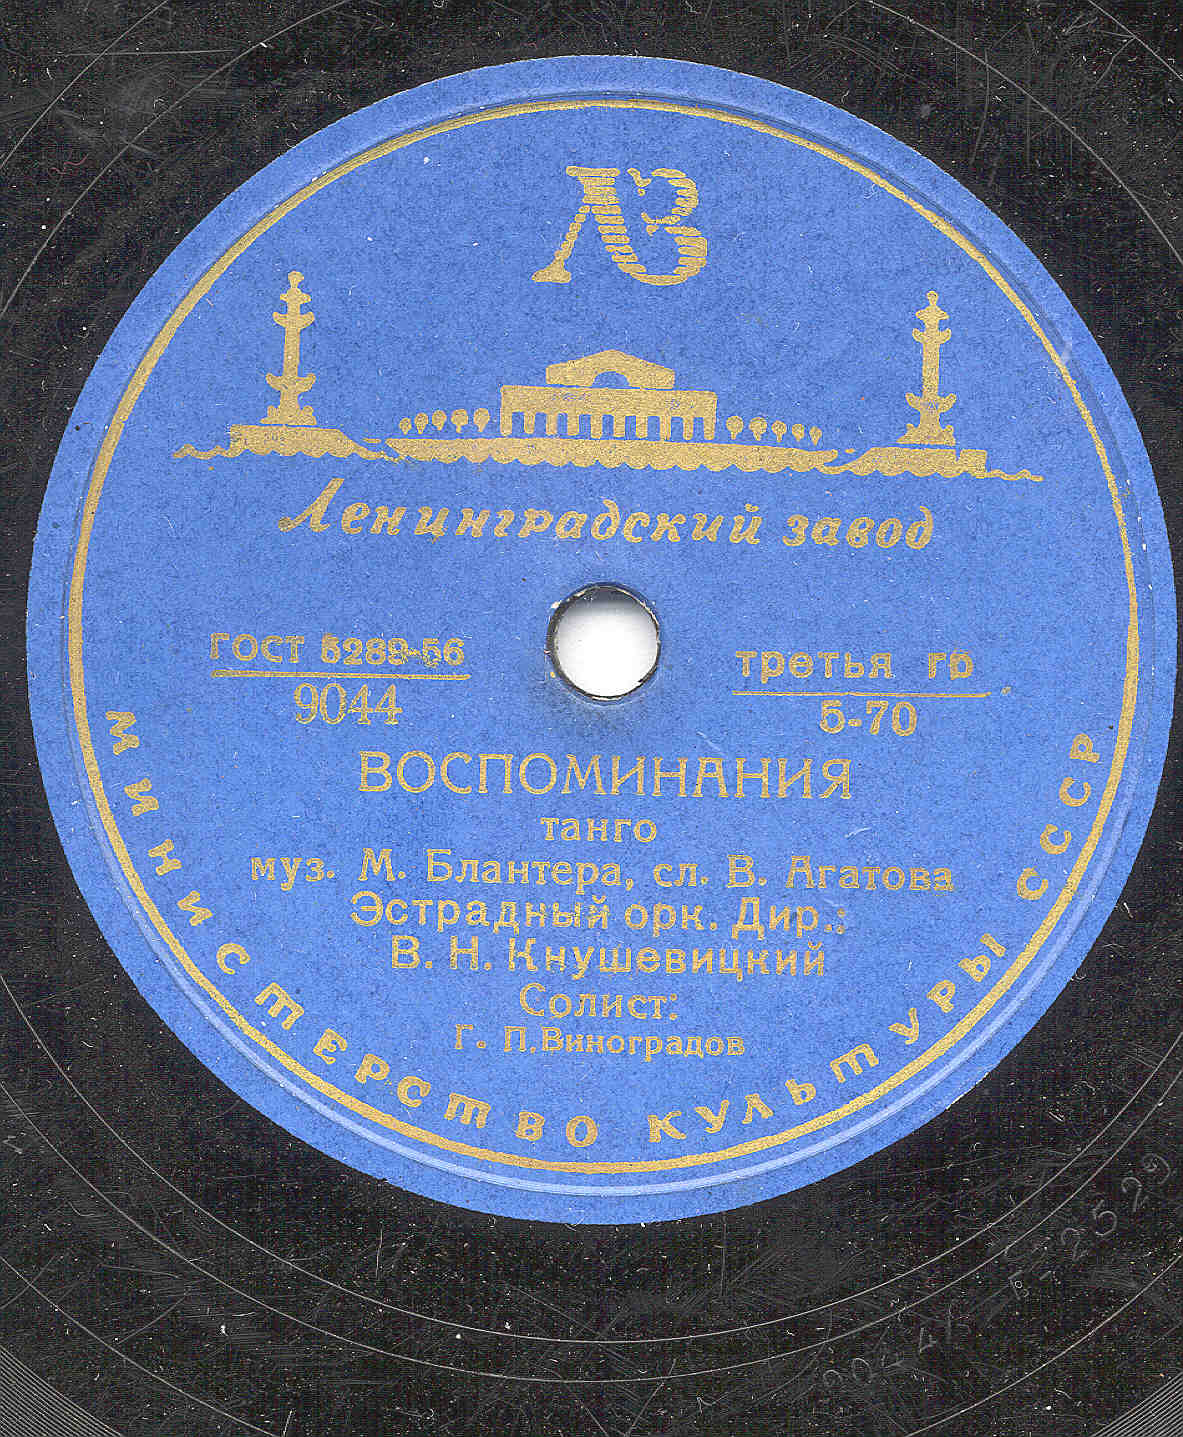 ЛЗ
Ленинградский завод
ГОСТ 5289-56
9044
третья гр
5-70
ВОСПОМИНАНИЯ
танго
муз. М. Блантера, сл. В. Агатова
Эстрадный орк. Дир.:
В. Н. Кнушевицкий
Солист:
Г. П. Виноградов
МИНИСТЕРСТВО КУЛЬТУРЫ СССР